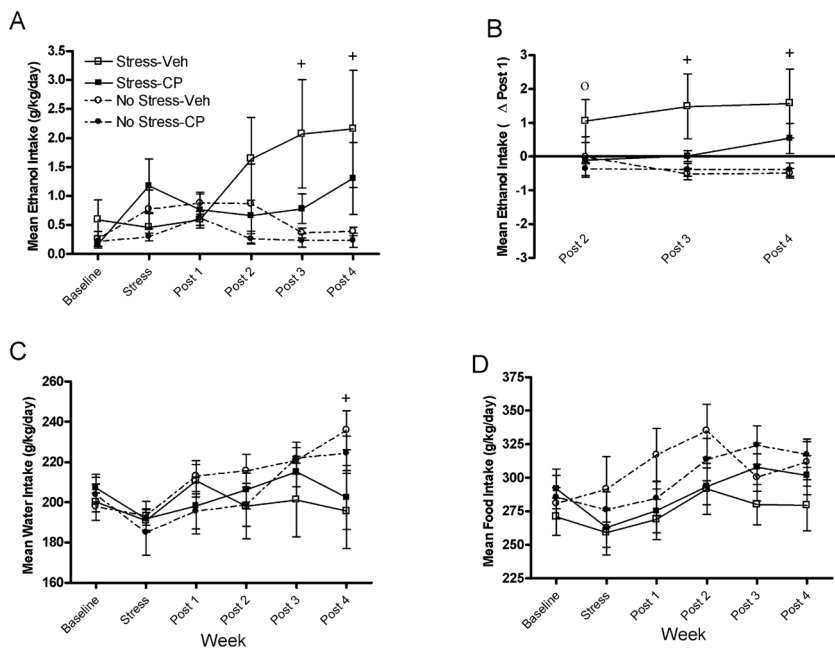 A
Mean Ethanol Intake (g/kg/day)
3.5
3.0
2.5
2.0
1.5
1.0
0.5
0.0
Stress-Veh
Stress-CP
No Stress-Veh
No Stress-CP
+
+
Baseline
Stress
Post 1
Post 2
Post 3
Post 4
B
Mean Ethanol Intake ( Δ Post 1)
3
2
1
0
-1
-2
-3
o
+
+
Post 2
Post 3
Post 4
C
Mean Water Intake (g/kg/day)
260
240
220
200
180
160
+
Baseline
Stress
Post 1
Post 2
Post 3
Post 4
Week
D
Mean Food Intake (g/kg/day)
375
350
325
300
275
250
225
Baseline
Stress
Post 1
Post 2
Post 3
Post 4
Week